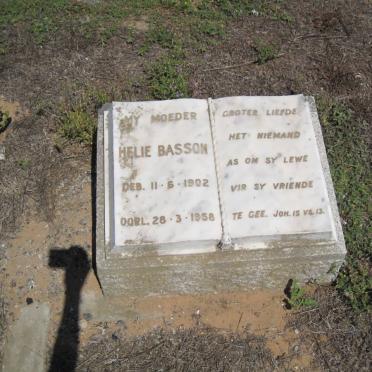 MY MOEDER
HELIE BASSON
GEB. 11-6-1902
OORL. 28-3-1958
GROTER LIEFDE
HET NIEMAND
AS OM SY LEWE
VIR SY VRIENDE
TE GEE. JOH. 15 VS. 13.